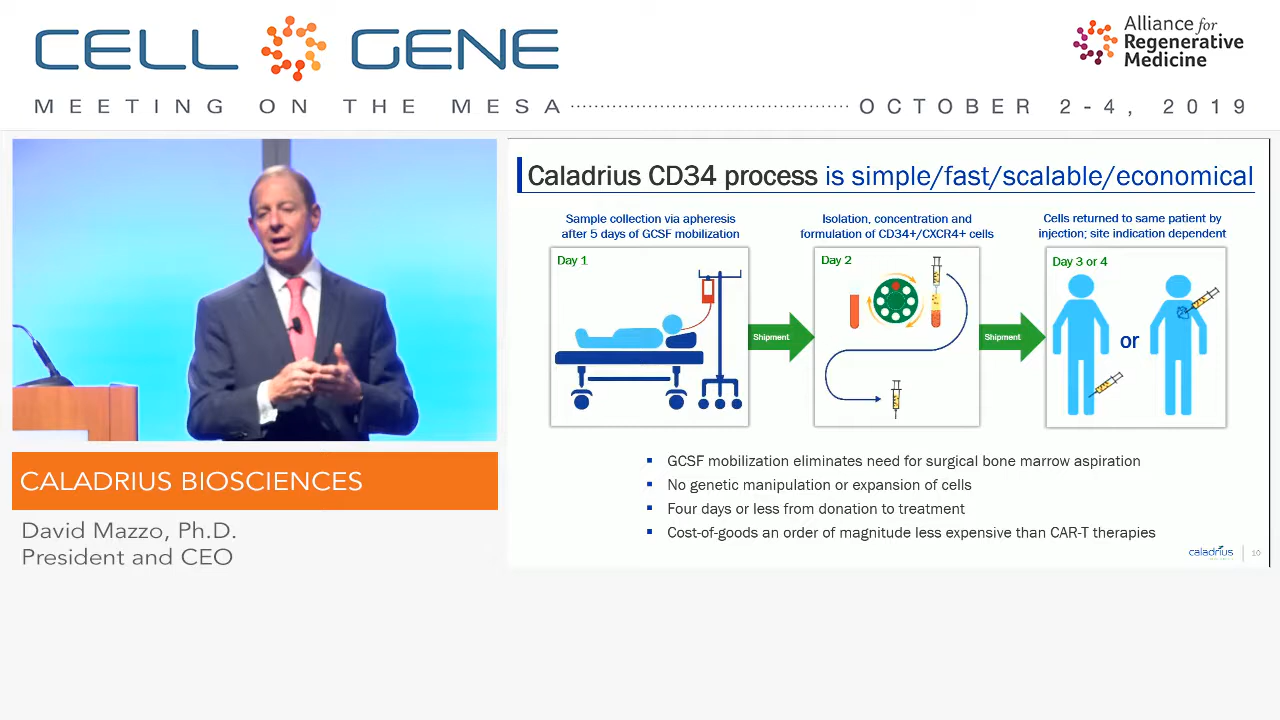 CELL GENE
Alliance for
Regenerative
Medicine
MEETING ON THE MESA
OCTOBER 2-4, 2019
Caladrius CD34 process is simple/fast/scalable/economical
Sample collection via apheresis
after 5 days of GCSF mobilization
Isolation, concentration and
formulation of CD34+/CXCR4+ cells
Cells returned to same patient by
injection; site indication dependent
Day 1
Shipment
Day 2
Shipment
Day 3 or 4
or
▪ GCSF mobilization eliminates need for surgical bone marrow aspiration
▪ No genetic manipulation or expansion of cells
▪ Four days or less from donation to treatment
▪ Cost-of-goods an order of magnitude less expensive than CAR-T therapies
caladrius
10
CALADRIUS BIOSCIENCES
David Mazzo, Ph.D.
President and CEO